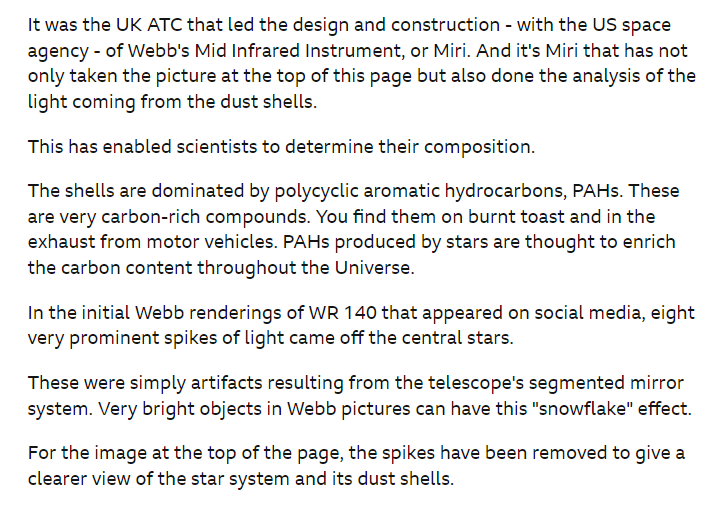 It was the UK ATC that led the design and construction - with the US space
agency - of Webb's Mid Infrared Instrument, or Miri. And it's Miri that has not
only taken the picture at the top of this page but also done the analysis of the
light coming from the dust shells.
This has enabled scientists to determine their composition.
The shells are dominated by polycyclic aromatic hydrocarbons, PAHs. These
are very carbon-rich compounds. You find them on burnt toast and in the
exhaust from motor vehicles. PAHs produced by stars are thought to enrich
the carbon content throughout the Universe.
In the initial Webb renderings of WR 140 that appeared on social media, eight
very prominent spikes of light came off the central stars.
These were simply artifacts resulting from the telescope's segmented mirror
system. Very bright objects in Webb pictures can have this "snowflake" effect.
For the image at the top of the page, the spikes have been removed to give a
clearer view of the star system and its dust shells.